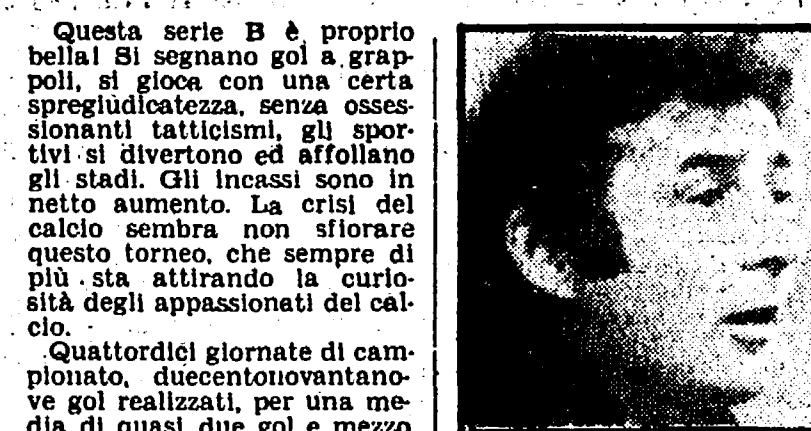 Questa serie B è proprio
bella! Si segnano gol a grap-
poli, si gioca con una certa
spregiudicatezza, senza osses-
sionanti tatticismi, gli spor-
tivi si divertono ed affollano
gli stadi. Gli incassi sono in
netto aumento. La crisi del
calcio sembra non sfiorare
questo torneo, che sempre di
più sta attirando la curio-
sità degli appassionati del cal-
cio.
Quattordici giornate di cam-
pionato, duecentonovantano-
ve gol realizzati, per una me-
dia di quasi due gol e mezzo